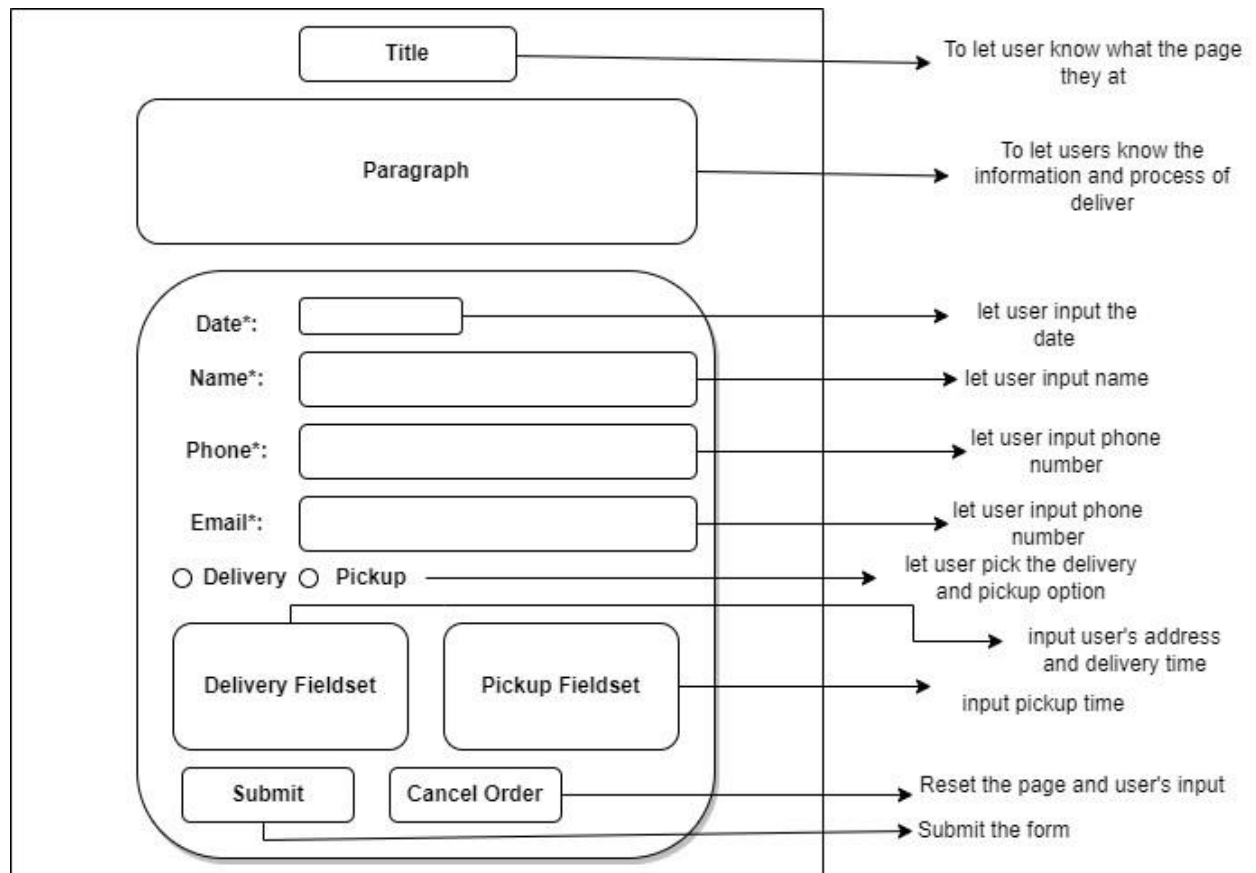 Title
To let user know what the page
they at
Paragraph
To let users know the
information and process of
deliver
Date*:
let user input the
date
Name*:
let user input name
Phone*:
let user input phone
number
Email*:
let user input phone
number
Delivery
Pickup
let user pick the delivery
and pickup option
Delivery Fieldset
Pickup Fieldset
input user's address
and delivery time
input pickup time
Submit
Cancel Order
Reset the page and user's input
Submit the form